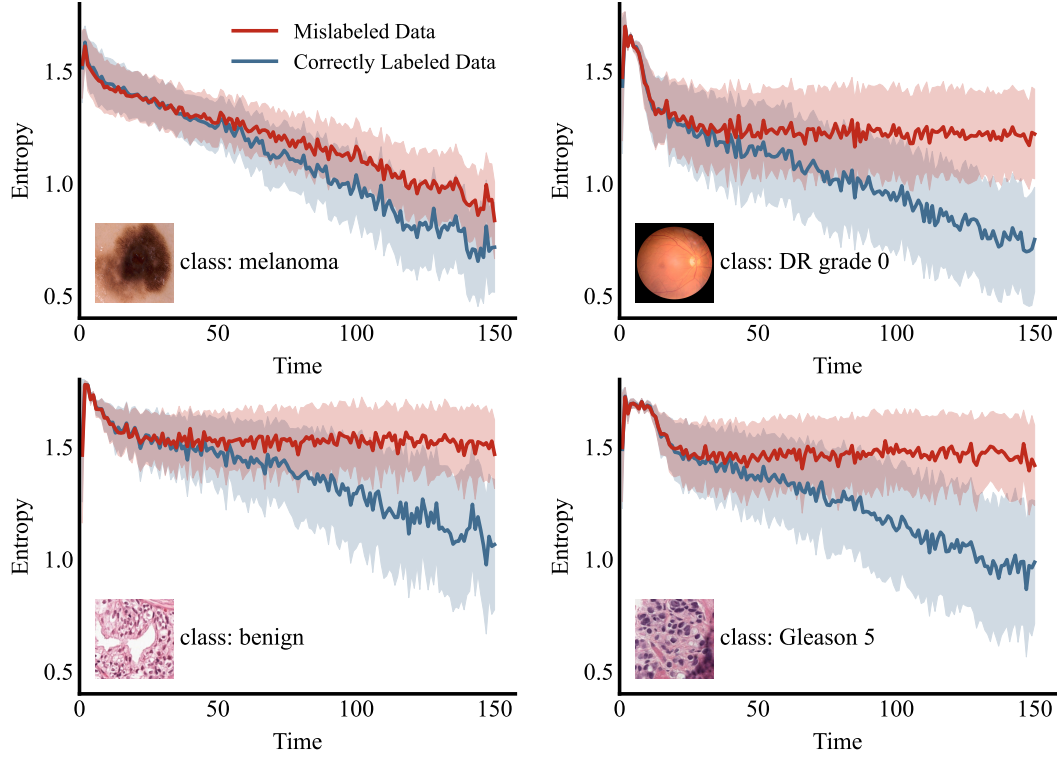 Mislabeled Data
Correctly Labeled Data
1.5
1.0
0.5
Entropy
class: melanoma
0 50 100 150
Time
1.5
1.0
0.5
Entropy
class: DR grade 0
0 50 100 150
Time
1.5
1.0
0.5
Entropy
class: benign
0 50 100 150
Time
1.5
1.0
0.5
Entropy
class: Gleason 5
0 50 100 150
Time